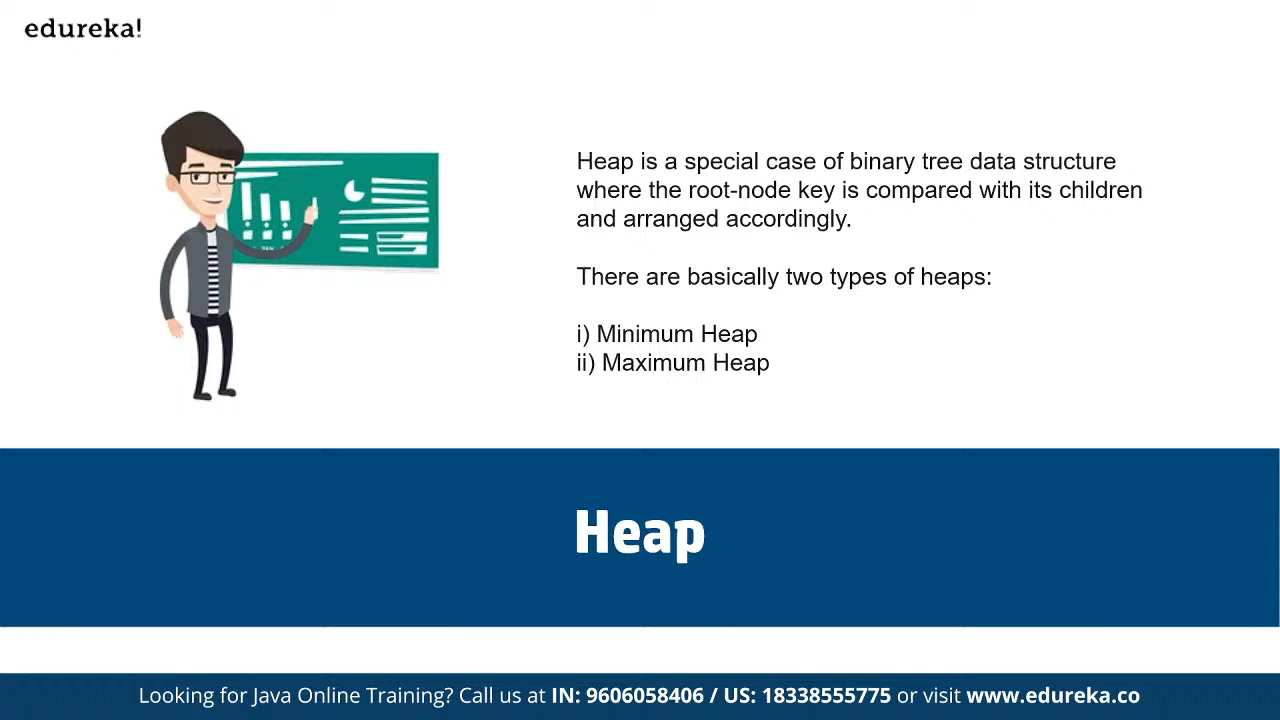 edureka!
Heap is a special case of binary tree data structure
where the root-node key is compared with its children
and arranged accordingly.
There are basically two types of heaps:
i) Minimum Heap
ii) Maximum Heap
Heap
Looking for Java Online Training? Call us at IN: 9606058406 / US: 18338555775 or visit www.edureka.co